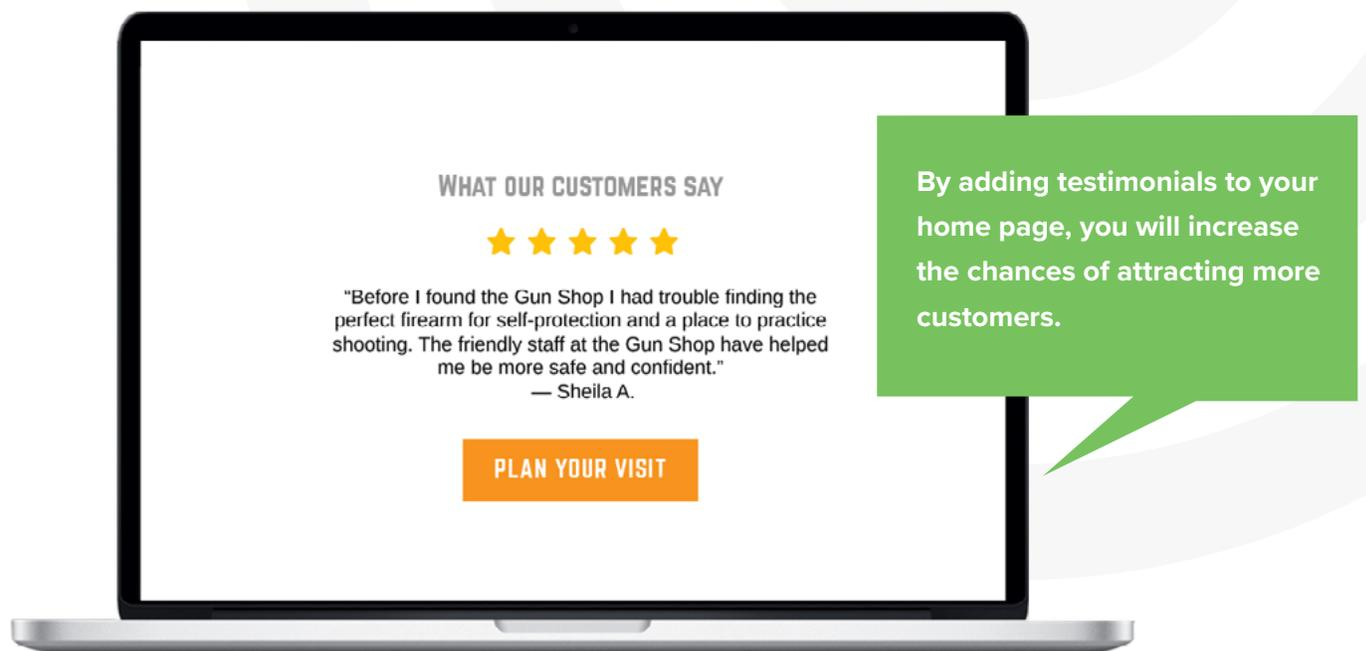 What our customers say
“Before I found the Gun Shop I had trouble finding the
perfect firearm for self-protection and a place to practice
shooting. The friendly staff at the Gun Shop have helped
me be more safe and confident.”
— Sheila A.
PLAN YOUR VISIT
By adding testimonials to your
home page, you will increase
the chances of attracting more
customers.